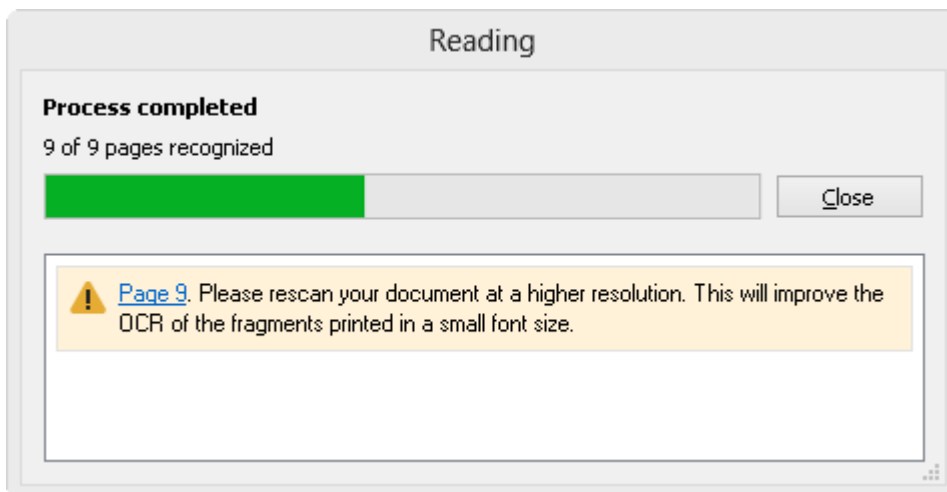 Reading
Process completed
9 of 9 pages recognized
Close
Page 9. Please rescan your document at a higher resolution. This will improve the
OCR of the fragments printed in a small font size.